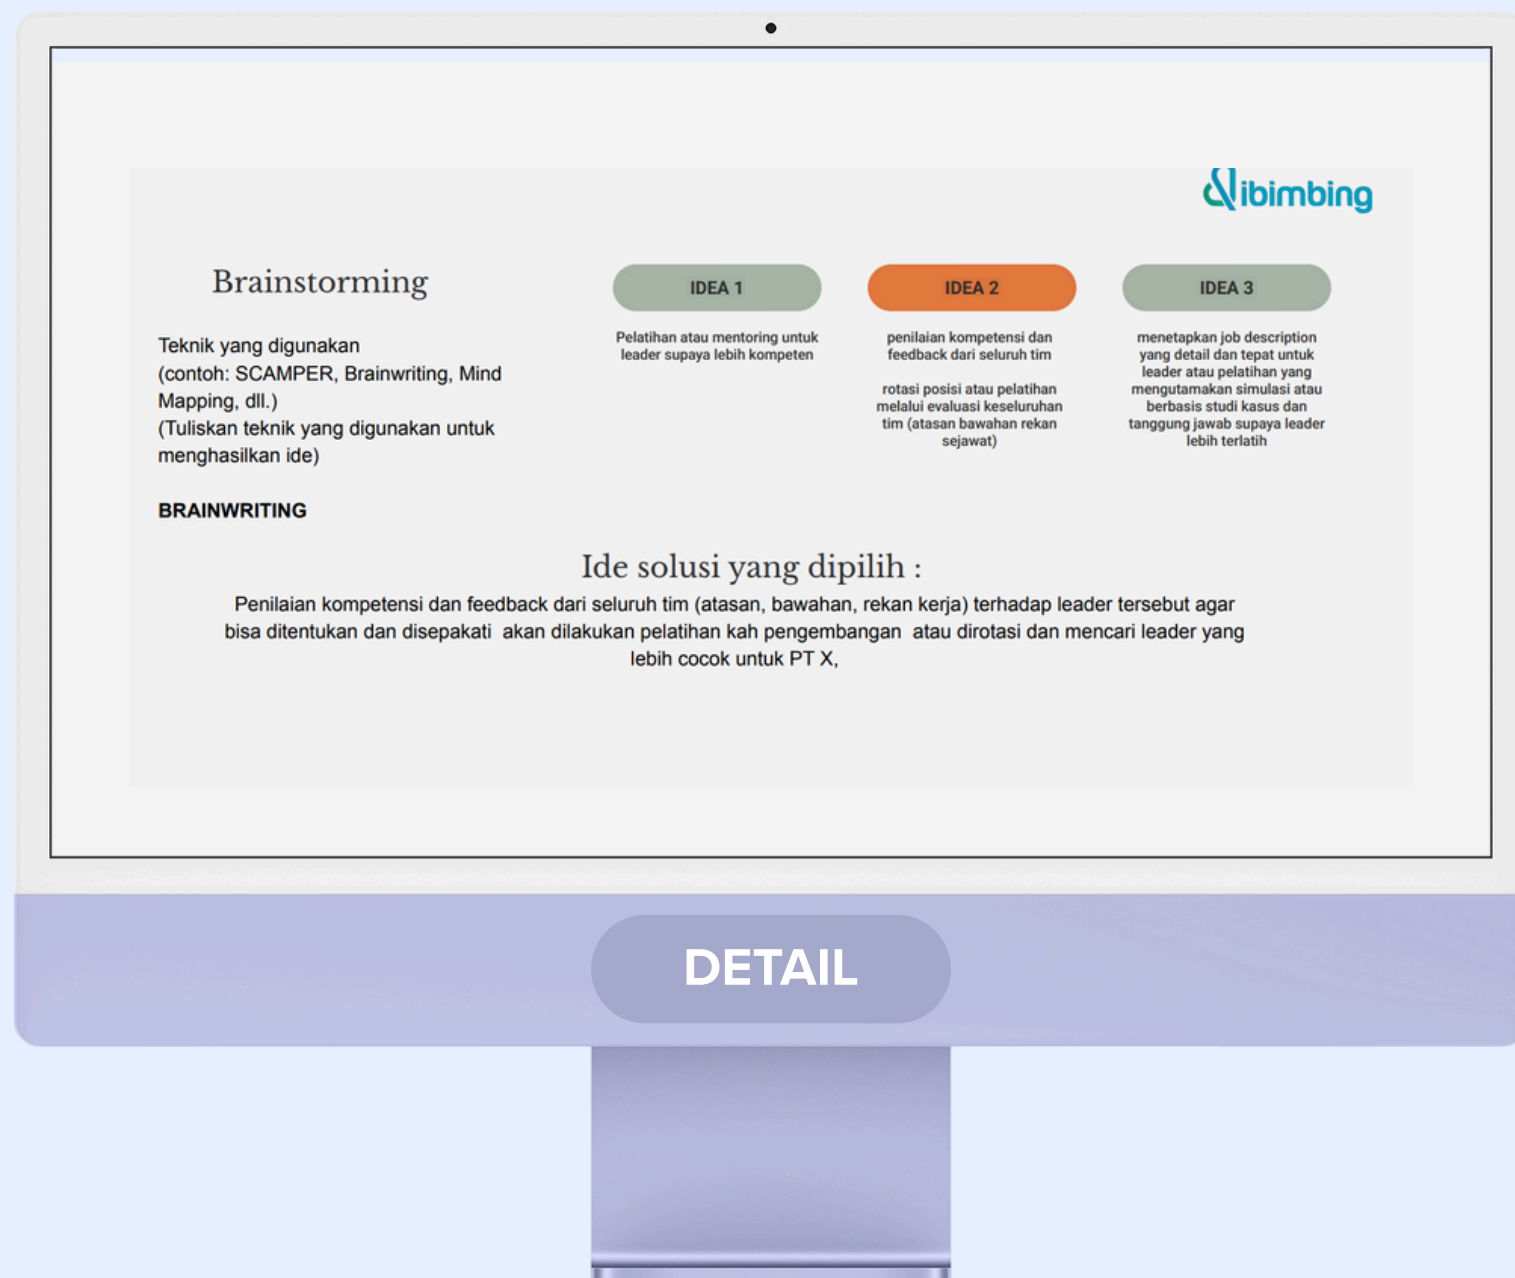 dibimbing
Brainstorming
Teknik yang digunakan
(contoh: SCAMPER, Brainwriting, Mind
Mapping, dll.)
(Tuliskan teknik yang digunakan untuk
menghasilkan ide)
BRAINWRITING
IDEA 1
Pelatihan atau mentoring untuk
leader supaya lebih kompeten
IDEA 2
penilaian kompetensi dan
feedback dari seluruh tim
rotasi posisi atau pelatihan
melalui evaluasi keseluruhan
tim (atasan bawahan rekan
sejawat)
IDEA 3
menetapkan job description
yang detail dan tepat untuk
leader atau pelatihan yang
mengutamakan simulasi atau
berbasis studi kasus dan
tanggung jawab supaya leader
lebih terlatih
Ide solusi yang dipilih :
Penilaian kompetensi dan feedback dari seluruh tim (atasan, bawahan, rekan kerja) terhadap leader tersebut agar
bisa ditentukan dan disepakati akan dilakukan pelatihan kah pengembangan atau dirotasi dan mencari leader yang
lebih cocok untuk PT X,
DETAIL